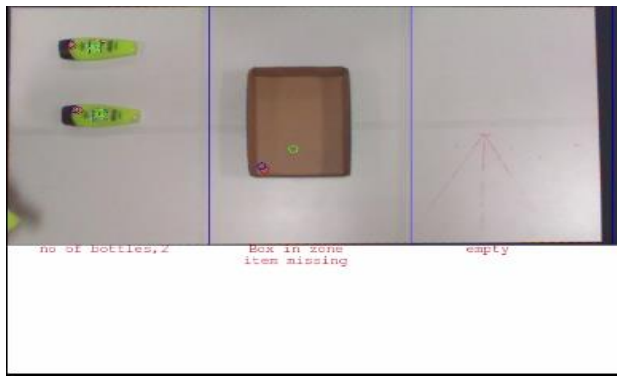 no of bottles,2
Box in zone
item missing
empty